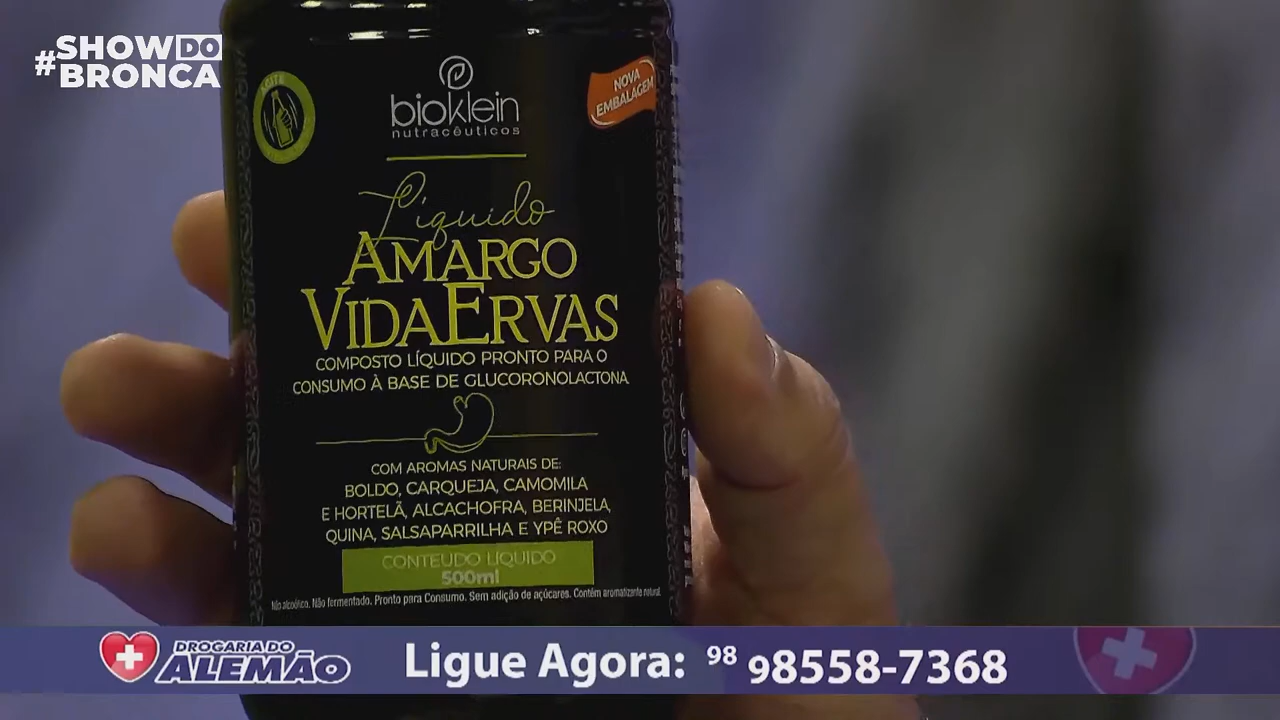 #SHOW DO
BRONCA
AGITE
bioklein
nutracêuticos
NOVA
EMBALAGEM
Líquido
AMARGO
VIDAERVAS
COMPOSTO LÍQUIDO PRONTO PARA O
CONSUMO À BASE DE GLUCORONOLACTONA
COM AROMAS NATURAIS DE:
BOLDO, CARQUEJA, CAMOMILA
E HORTELÃ, ALCACHOFRA, BERINJELA,
QUINA, SALSAPARRILHA E YPÊ ROXO
CONTEUDO LÍQUIDO
500ml
Não alcoólico. Não fermentado. Pronto para Consumo. Sem adição de açúcares. Contém aromatizante natural.
DROGARIA DO
ALEMÃO
Ligue Agora: 98 98558-7368